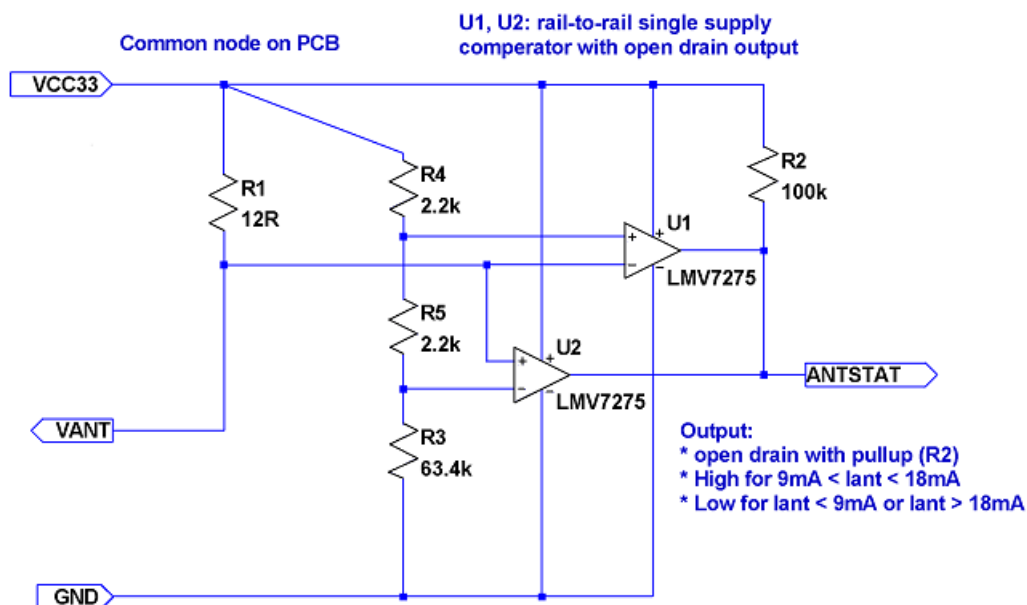 Common node on PCB
U1, U2: rail-to-rail single supply
comperator with open drain output
VCC33
R1
12R
R4
2.2k
R2
100k
+
-
+
-
U1
LMV7275
R5
2.2k
+
-
+
-
U2
LMV7275
ANTSTAT
VANT
R3
63.4k
Output:
* open drain with pullup (R2)
* High for 9mA < Iant < 18mA
* Low for Iant < 9mA or Iant > 18mA
GND